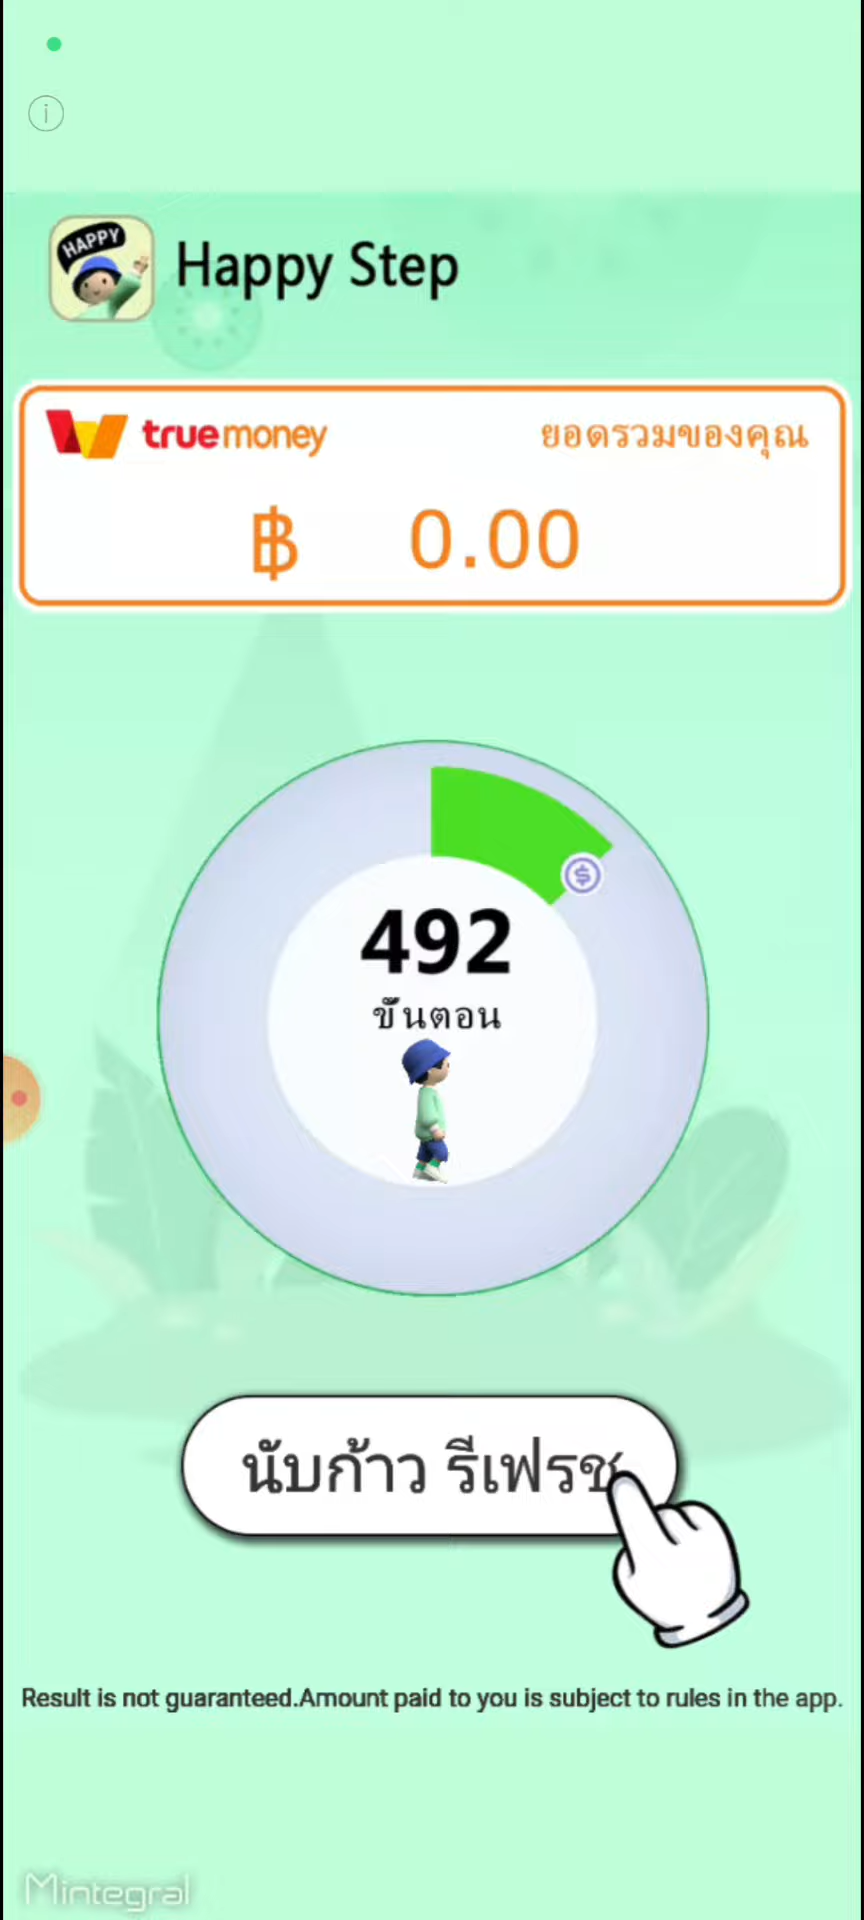 HAPPY
Happy Step
truemoney
ยอดรวมของคุณ
฿ 0.00
492
ขั้นตอน
นับก้าว รีเฟรช
Result is not guaranteed.Amount paid to you is subject to rules in the app.
Mintegral